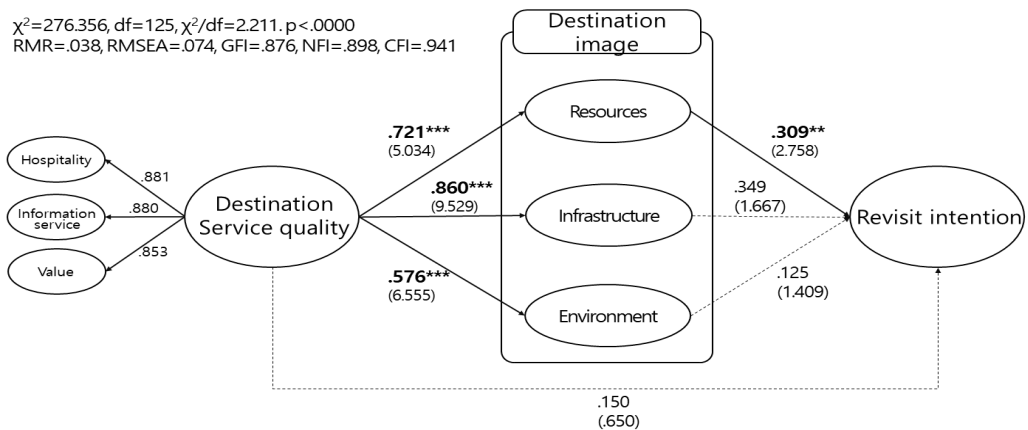 χ²=276.356, df=125, χ²/df=2.211. p<.0000
RMR=.038, RMSEA=.074, GFI=.876, NFI=.898, CFI=.941
Destination
image
Resources
.721***
(5.034)
.309**
(2.758)
Hospitality
.881
.860***
(9.529)
.349
(1.667)
Information
service
.880
Destination
Service quality
Infrastructure
Revisit intention
Value
.853
.576***
(6.555)
.125
(1.409)
Environment
.150
(.650)